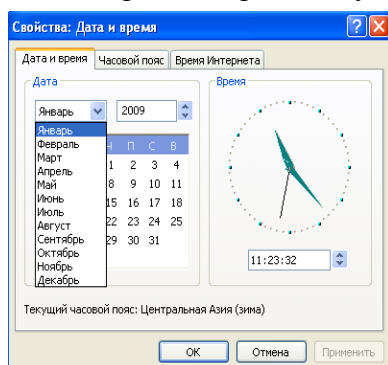 Свойства: Дата и время
Дата и время Часовой пояс Время Интернета
Дата
Время
Январь 2009
Январь
Февраль
Март
Апрель
Май
Июнь
Июль
Август
Сентябрь
Октябрь
Ноябрь
Декабрь
П С В
1 2 3 4
8 9 10 11
15 16 17 18
22 23 24 25
29 30 31
11:23:32
Текущий часовой пояс: Центральная Азия (зима)
OK Отмена Применить